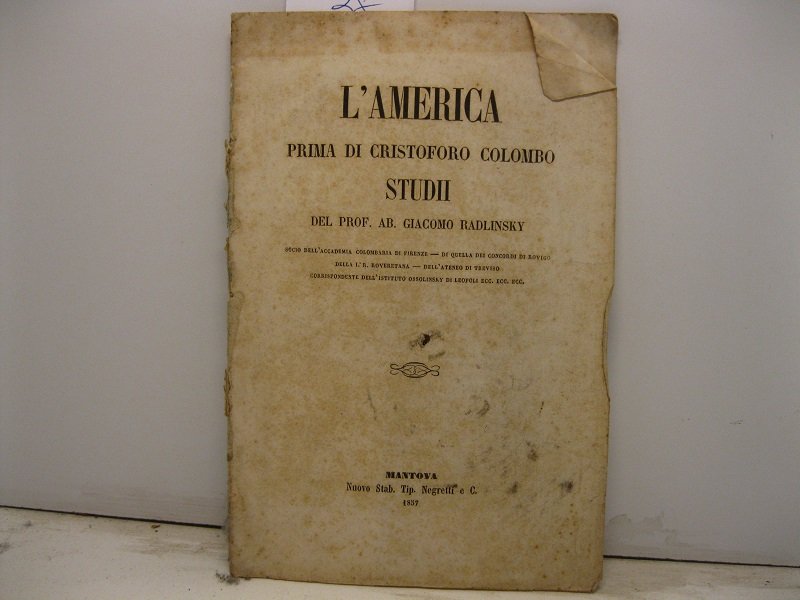 L'AMERICA
PRIMA DI CRISTOFORO COLOMBO
STUDII
DEL PROF. AB. GIACOMO RADLINSKY
SOCIO DELL'ACCADEMIA COLOMBARIA DI FIRENZE — DI QUELLA DEI CONCORDI DI ROVIGO
DELLA I. R. ROVERETANA — DELL'ATENEO DI TREVISO
CORRISPONDENTE DELL'ISTITUTO OSSOLINSKY DI LEOPOLI ECC. ECC. ECC.
MANTOVA
Nuovo Stab. Tip. Negretti e C.
1857